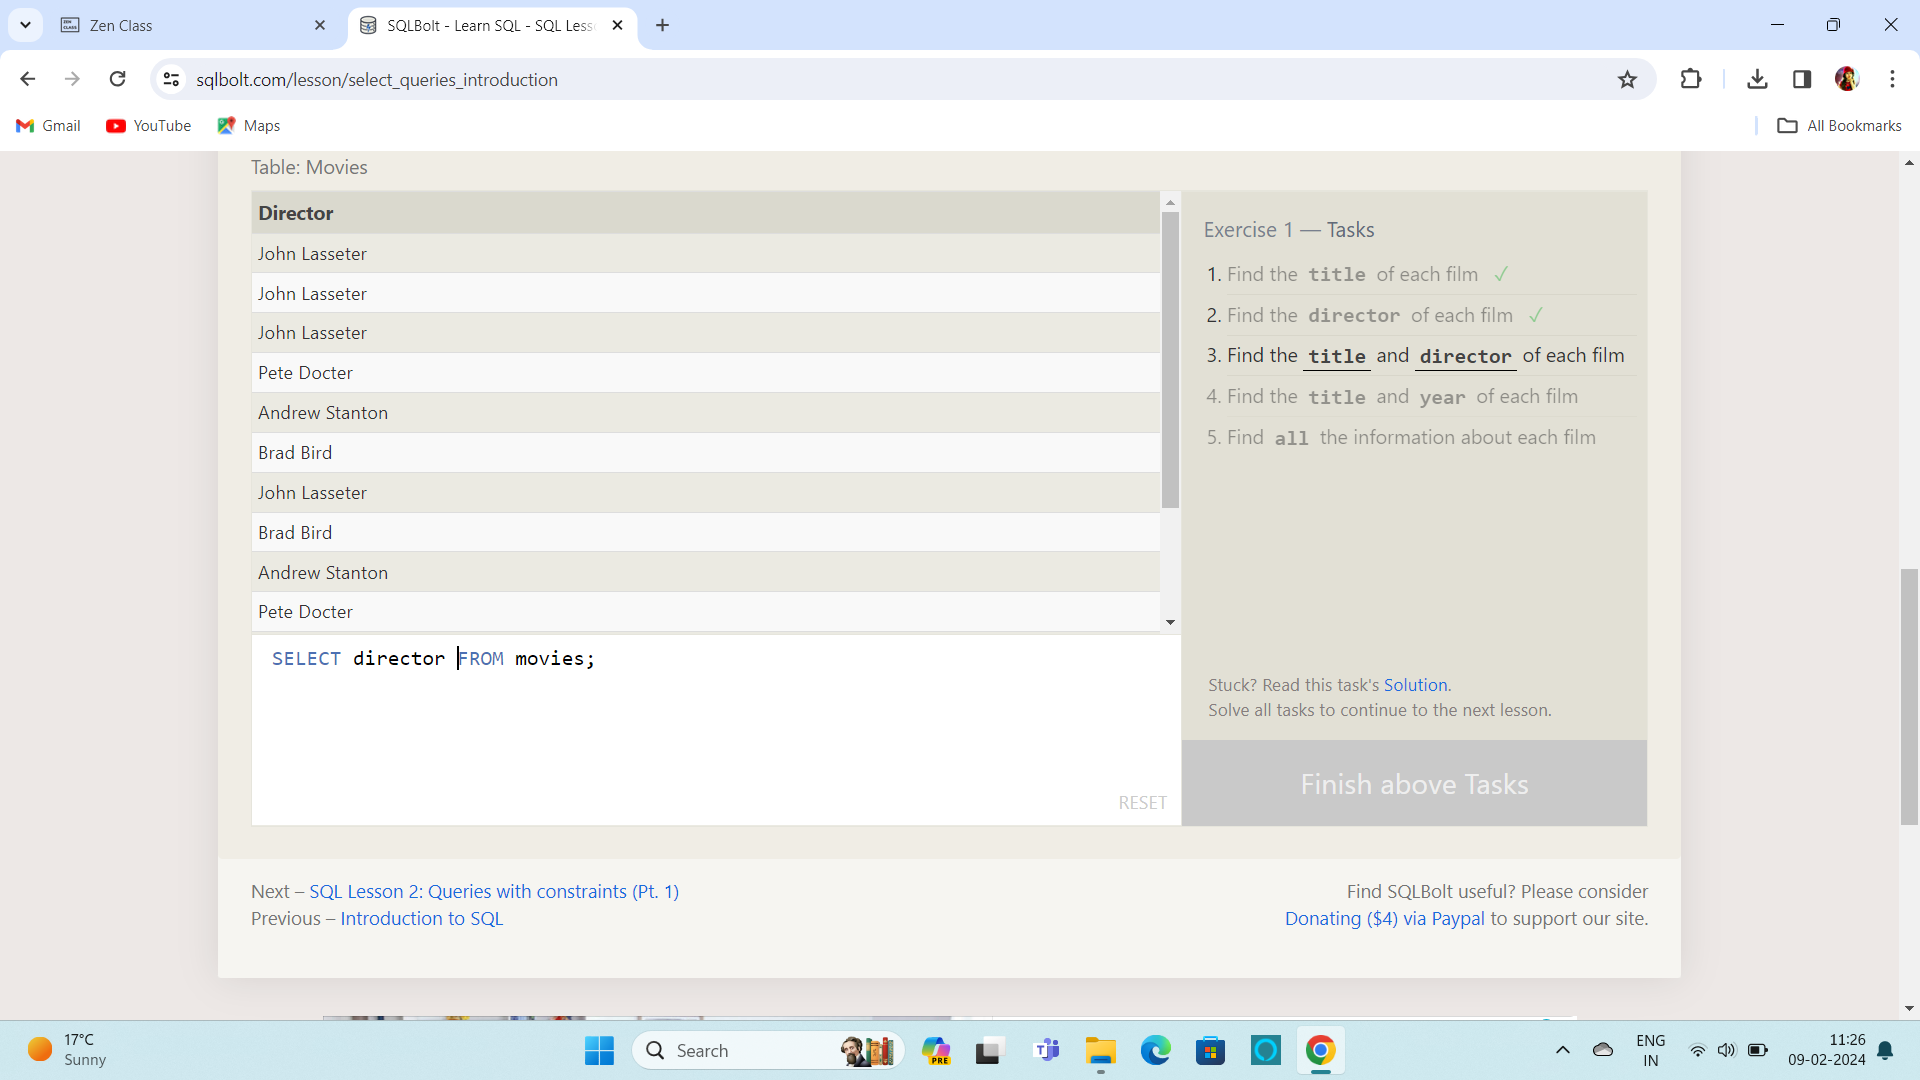 Zen Class
SQLBolt - Learn SQL - SQL Less
sqlbolt.com/lesson/select_queries_introduction
Gmail
YouTube
Maps
All Bookmarks
Table: Movies
Director
John Lasseter
John Lasseter
John Lasseter
Pete Docter
Andrew Stanton
Brad Bird
John Lasseter
Brad Bird
Andrew Stanton
Pete Docter
SELECT director FROM movies;
RESET
Exercise 1 — Tasks
1. Find the title of each film ✓
2. Find the director of each film ✓
3. Find the title and director of each film
4. Find the title and year of each film
5. Find all the information about each film
Stuck? Read this task's Solution.
Solve all tasks to continue to the next lesson.
Finish above Tasks
Next – SQL Lesson 2: Queries with constraints (Pt. 1)
Previous – Introduction to SQL
Find SQLBolt useful? Please consider
Donating ($4) via Paypal to support our site.
17°C
Sunny
Search
PRE
ENG
IN
11:26
09-02-2024